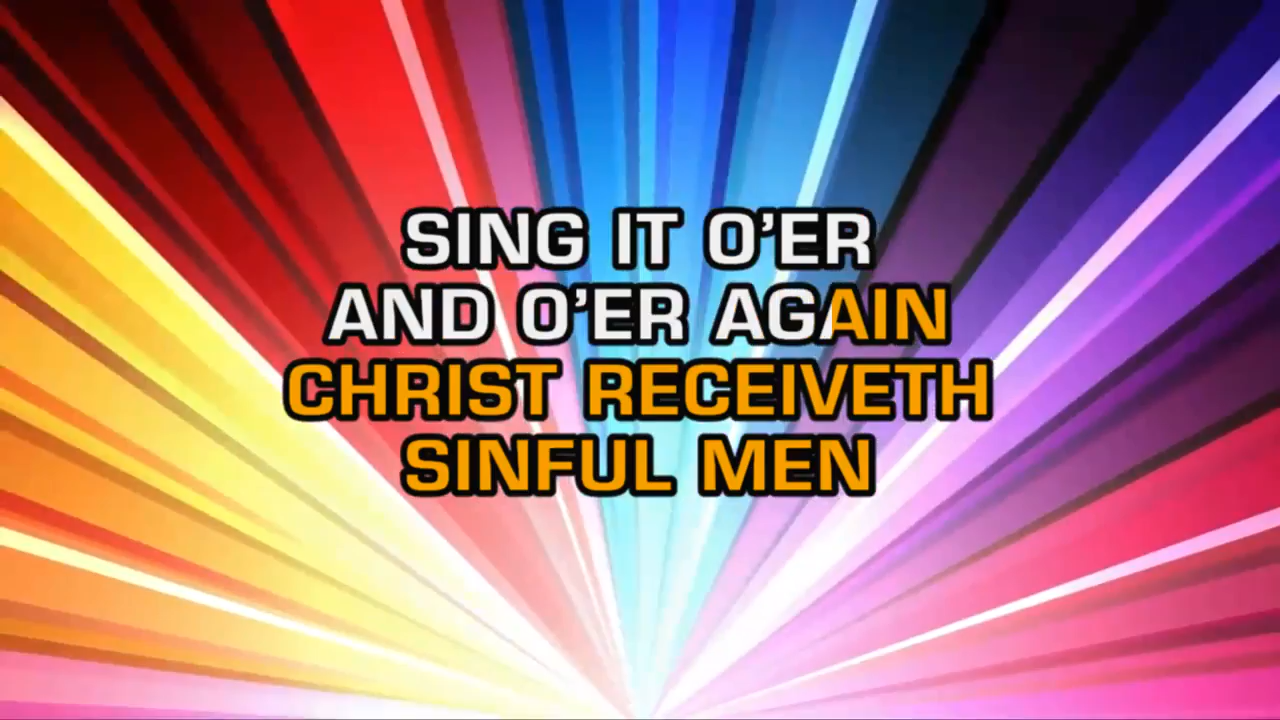 SING IT O’ER
AND O’ER AGAIN
CHRIST RECEIVETH
SINFUL MEN